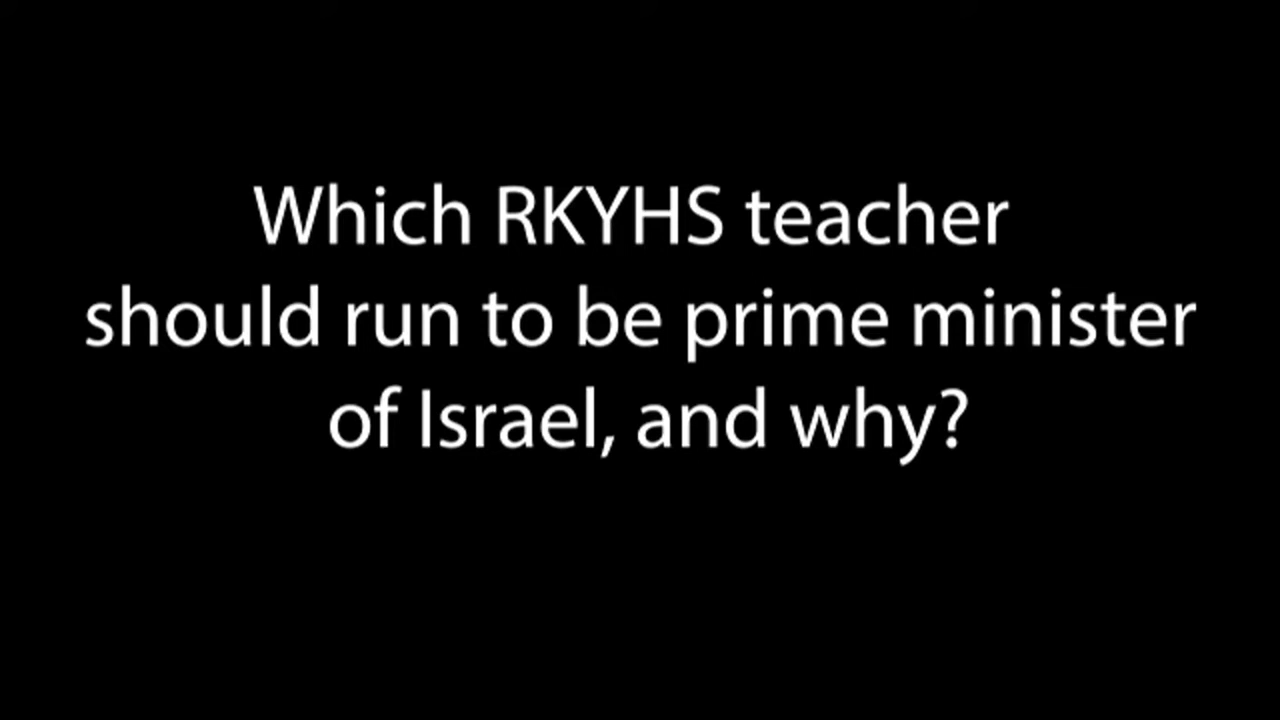 Which RKYHS teacher
should run to be prime minister
of Israel, and why?